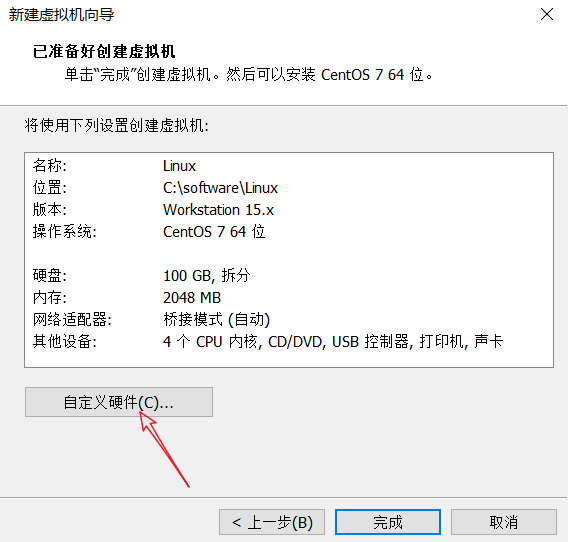 新建虚拟机向导
已准备好创建虚拟机
单击“完成”创建虚拟机。然后可以安装 CentOS 7 64 位。
将使用下列设置创建虚拟机:
名称: Linux
位置: C:\software\Linux
版本: Workstation 15.x
操作系统: CentOS 7 64 位
硬盘: 100 GB, 拆分
内存: 2048 MB
网络适配器: 桥接模式 (自动)
其他设备: 4 个 CPU 内核, CD/DVD, USB 控制器, 打印机, 声卡
自定义硬件(C)...
< 上一步(B) 完成 取消